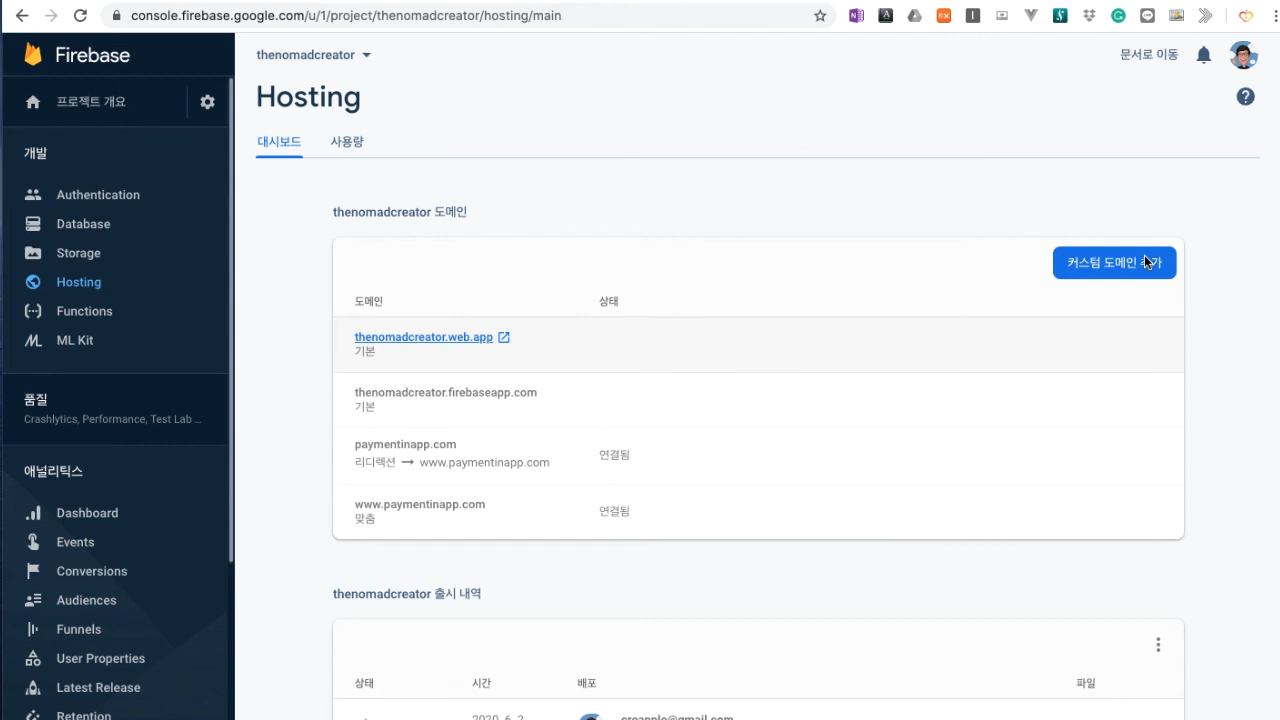 console.firebase.google.com/u/1/project/thenomadcreator/hosting/main
Firebase
프로젝트 개요
개발
Authentication
Database
Storage
Hosting
Functions
ML Kit
품질
Crashlytics, Performance, Test Lab …
애널리틱스
Dashboard
Events
Conversions
Audiences
Funnels
User Properties
Latest Release
Retention
thenomadcreator
문서로 이동
Hosting
대시보드 사용량
thenomadcreator 도메인
커스텀 도메인 추가
도메인 상태
thenomadcreator.web.app
기본
thenomadcreator.firebaseapp.com
기본
paymentinapp.com
리디렉션 → www.paymentinapp.com 연결됨
www.paymentinapp.com
맞춤 연결됨
thenomadcreator 출시 내역
상태 시간 배포 파일
2020. 6. 2.